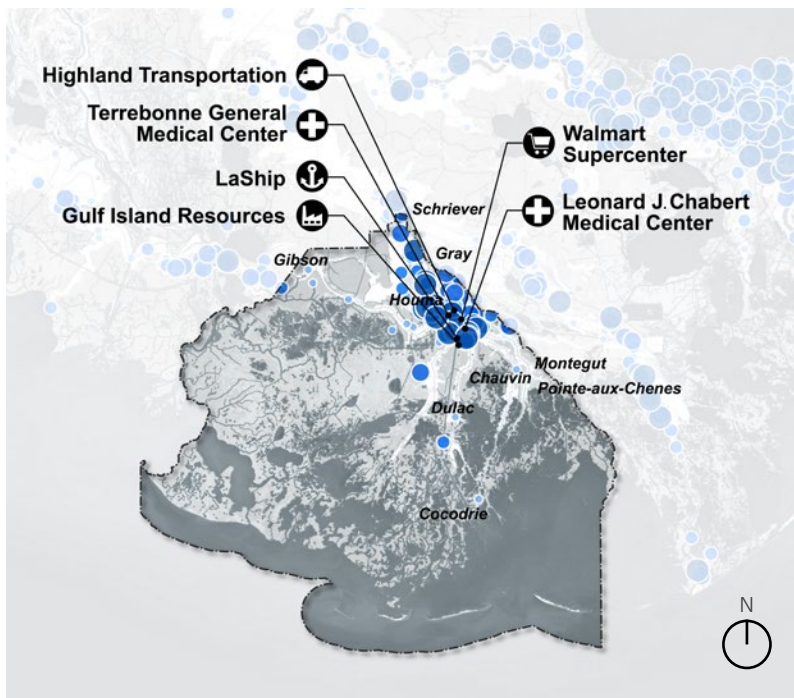 Highland Transportation
Terrebonne General
Medical Center
LaShip
Gulf Island Resources
Walmart
Supercenter
Leonard J. Chabert
Medical Center
Schriever
Gray
Gibson
Houma
Montegut
Chauvin
Pointe-aux-Chenes
Dulac
Cocodrie
N